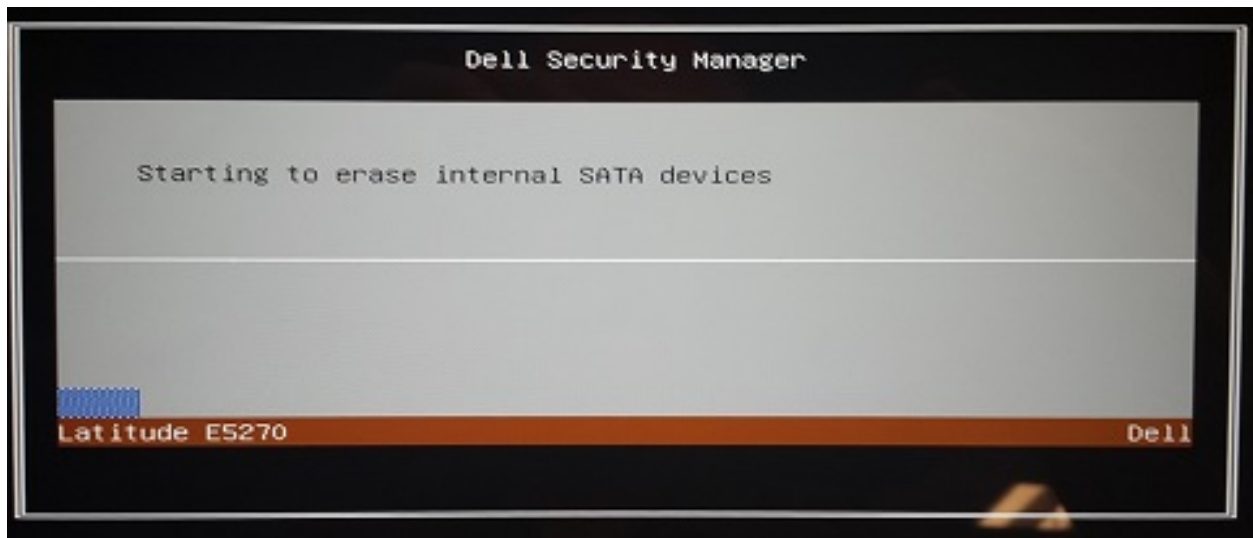 Dell Security Manager
Starting to erase internal SATA devices
Latitude E5270 Dell